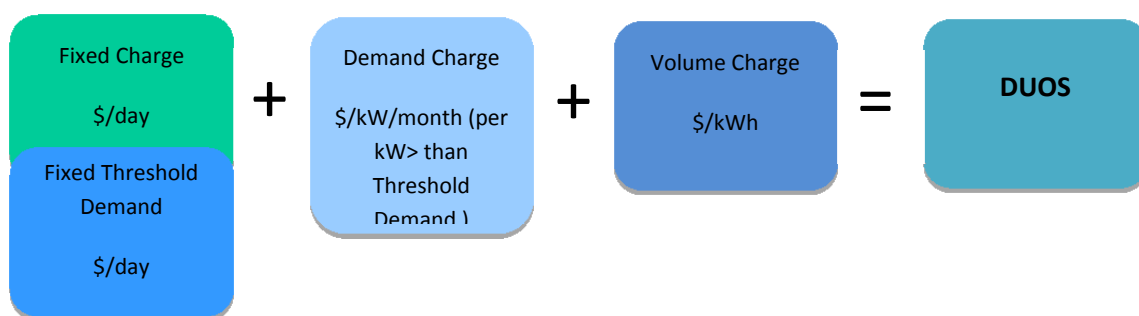 Fixed Charge
$/day
Fixed Threshold
Demand
$/day
+
Demand Charge
$/kW/month (per
kW> than
Threshold
Demand )
+
Volume Charge
$/kWh
=
DUOS